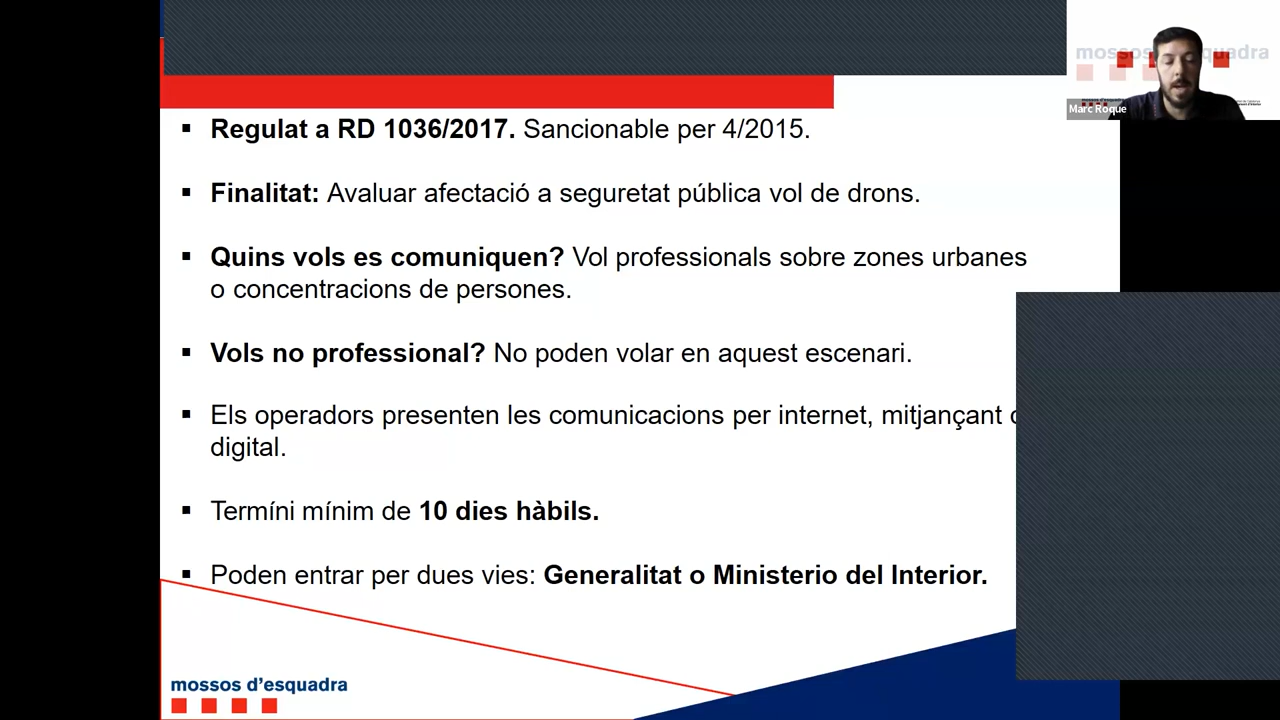 mossos d'esquadra
Marc Roque
Regulat a RD 1036/2017. Sancionable per 4/2015.
Finalitat: Avaluar afectació a seguretat pública vol de drons.
Quins vols es comuniquen? Vol professionals sobre zones urbanes
o concentracions de persones.
Vols no professional? No poden volar en aquest escenari.
Els operadors presenten les comunicacions per internet, mitjançant
digital.
Termíni mínim de 10 dies hàbils.
Poden entrar per dues vies: Generalitat o Ministerio del Interior.
mossos d'esquadra